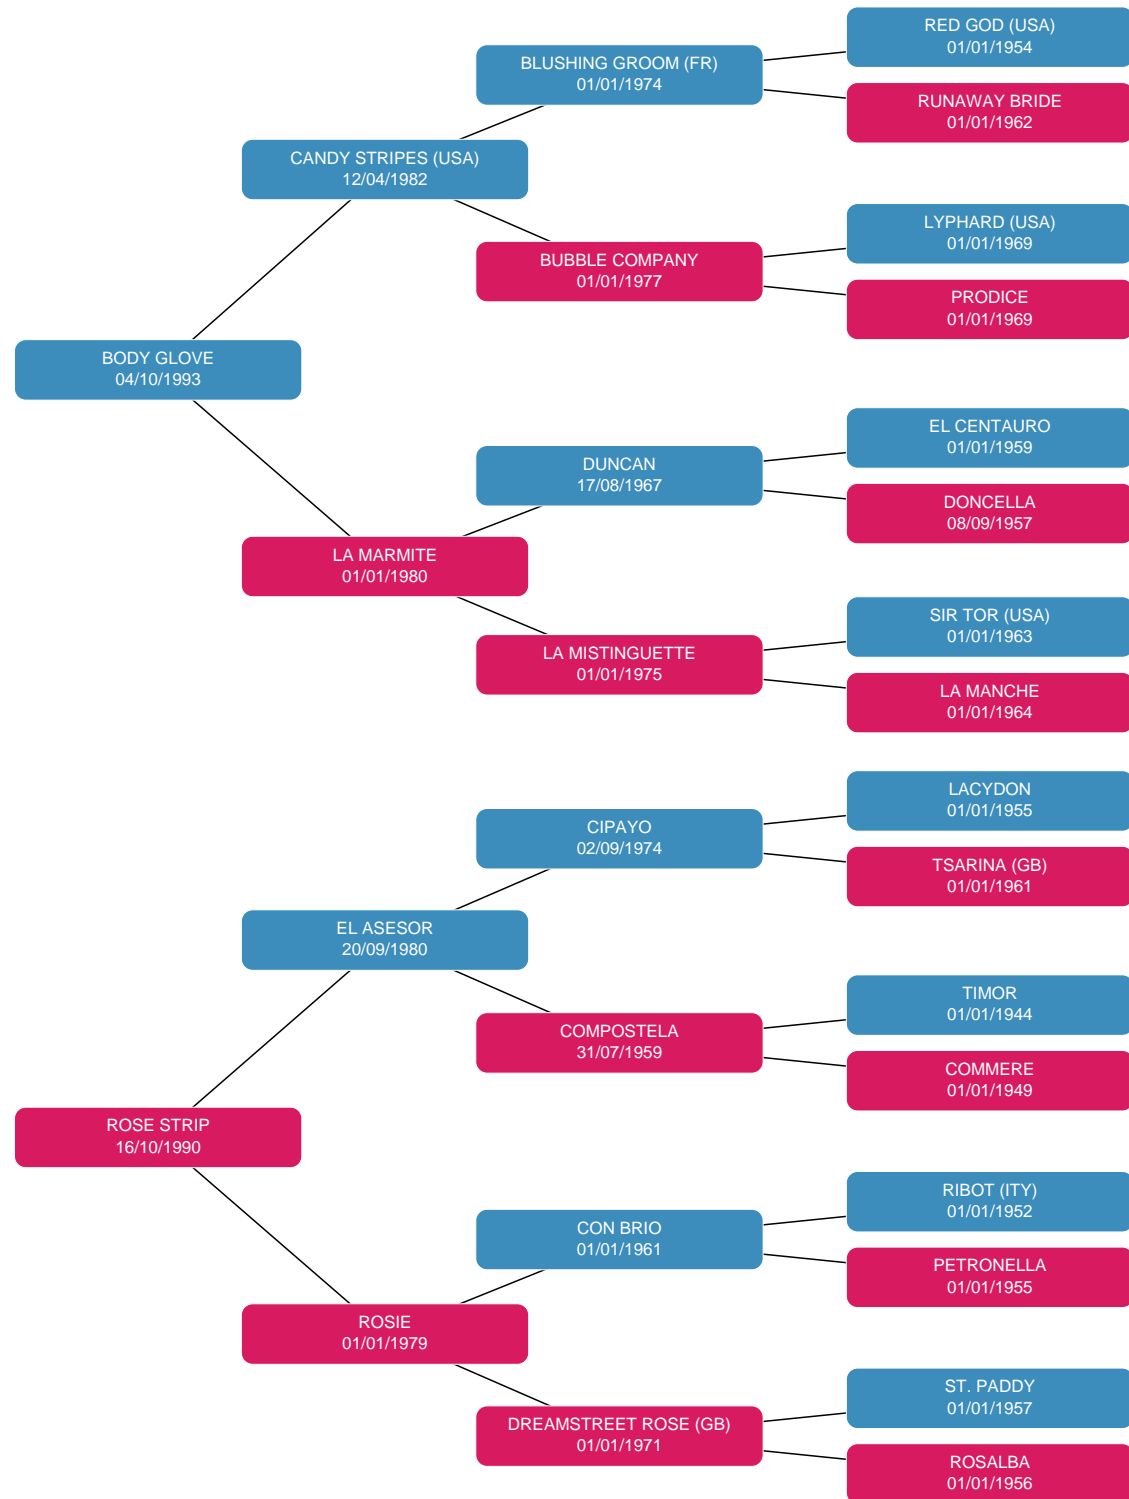 RED GOD (USA)
01/01/1954
BLUSHING GROOM (FR)
01/01/1974
RUNAWAY BRIDE
01/01/1962
CANDY STRIPES (USA)
12/04/1982
LYPHARD (USA)
01/01/1969
BUBBLE COMPANY
01/01/1977
PRODICE
01/01/1969
BODY GLOVE
04/10/1993
EL CENTAURO
01/01/1959
DUNCAN
17/08/1967
DONCELLA
08/09/1957
LA MARMITE
01/01/1980
SIR TOR (USA)
01/01/1963
LA MISTINGUETTE
01/01/1975
LA MANCHE
01/01/1964
LACYDON
01/01/1955
CIPAYO
02/09/1974
TSARINA (GB)
01/01/1961
EL ASESOR
20/09/1980
TIMOR
01/01/1944
COMPOSTELA
31/07/1959
COMMERE
01/01/1949
ROSE STRIP
16/10/1990
RIBOT (ITY)
01/01/1952
CON BRIO
01/01/1961
PETRONELLA
01/01/1955
ROSIE
01/01/1979
ST. PADDY
01/01/1957
DREAMSTREET ROSE (GB)
01/01/1971
ROSALBA
01/01/1956